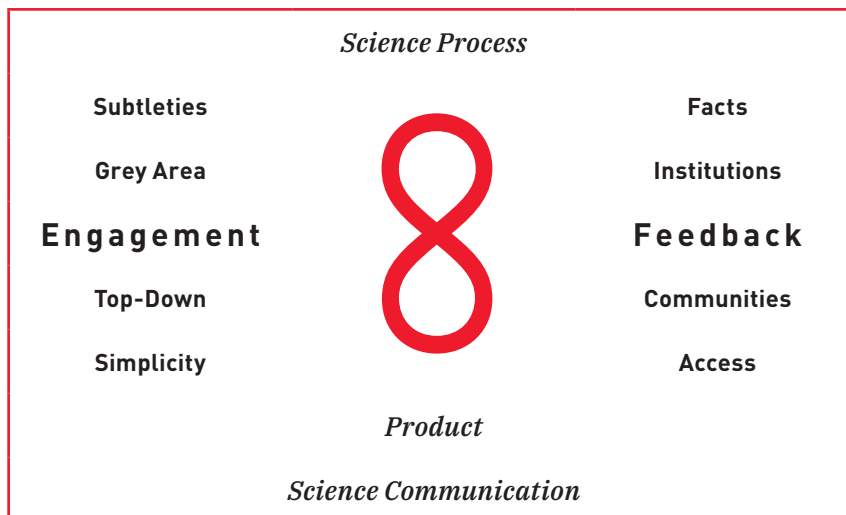 Science Process
Subtleties
Facts
Grey Area
Institutions
Engagement
Feedback
Top-Down
Communities
Simplicity
Access
Product
Science Communication